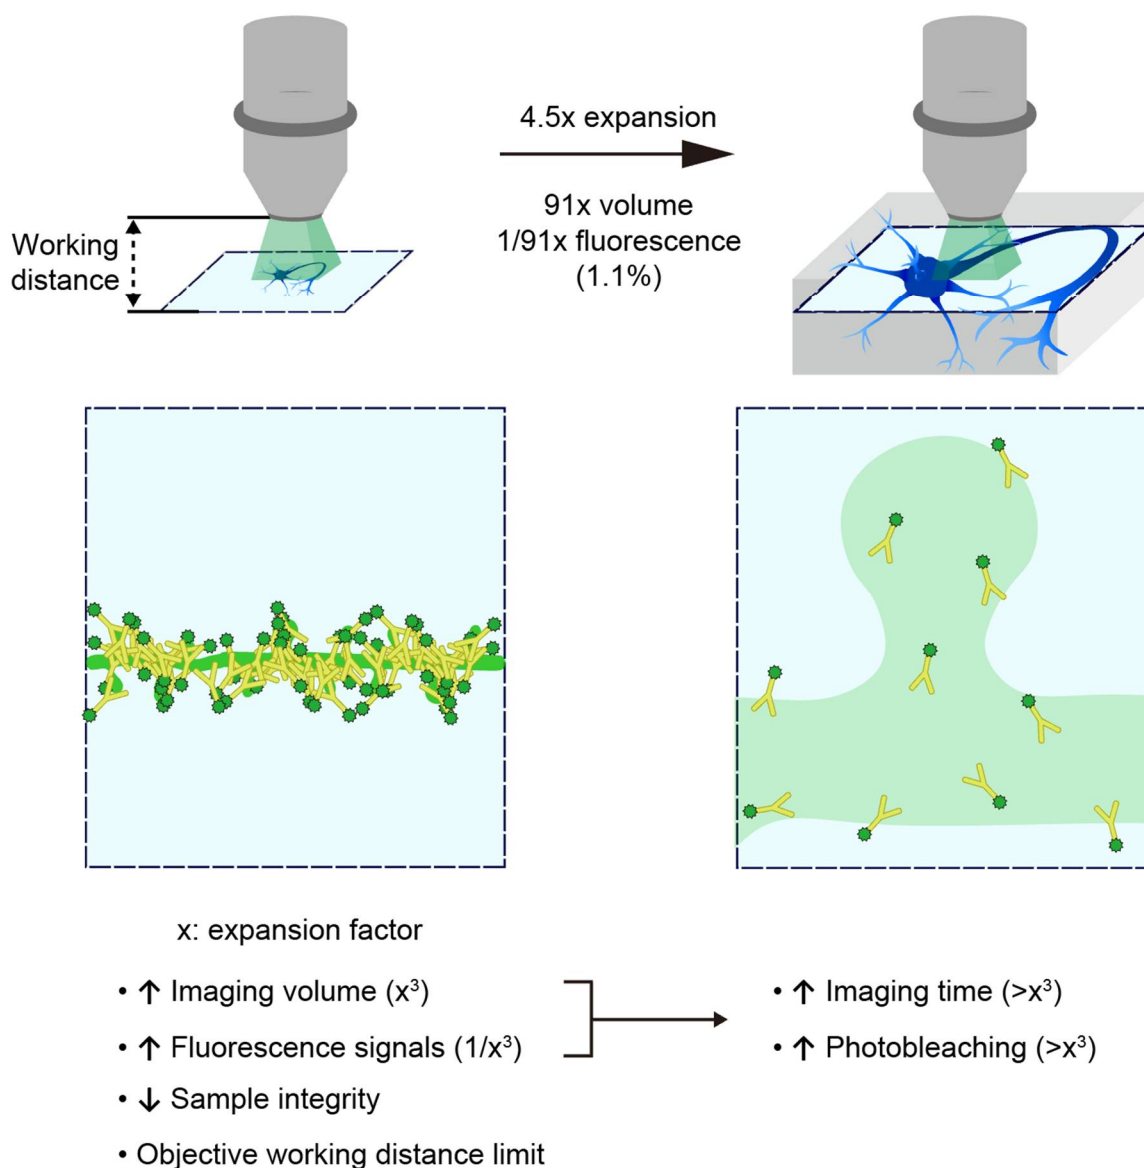 4.5x expansion
91x volume
1/91x fluorescence
(1.1%)
Working
distance
x: expansion factor
• ↑ Imaging volume (x³)
• ↑ Fluorescence signals (1/x³)
• ↓ Sample integrity
• Objective working distance limit
• ↑ Imaging time (>x³)
• ↑ Photobleaching (>x³)